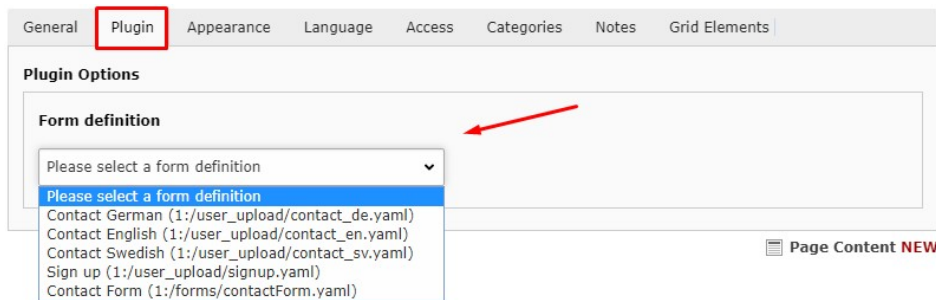 General Plugin Appearance Language Access Categories Notes Grid Elements
Plugin Options
Form definition
Please select a form definition
Please select a form definition
Contact German (1:/user_upload/contact_de.yaml)
Contact English (1:/user_upload/contact_en.yaml)
Contact Swedish (1:/user_upload/contact_sv.yaml)
Sign up (1:/user_upload/signup.yaml)
Contact Form (1:/forms/contactForm.yaml)
Page Content NEW